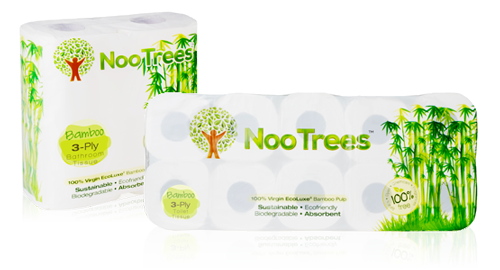 NooTrees
Bamboo
3-Ply
Bathroom
Tissue
100% Virgin EcoLuxe Bamboo Pulp
Sustainable • Ecofriendly
Biodegradable • Absorbent
NooTrees™
Bamboo
3-Ply
100% Virgin EcoLuxe Bamboo Pulp
Sustainable • Ecofriendly
Biodegradable • Absorbent
100%